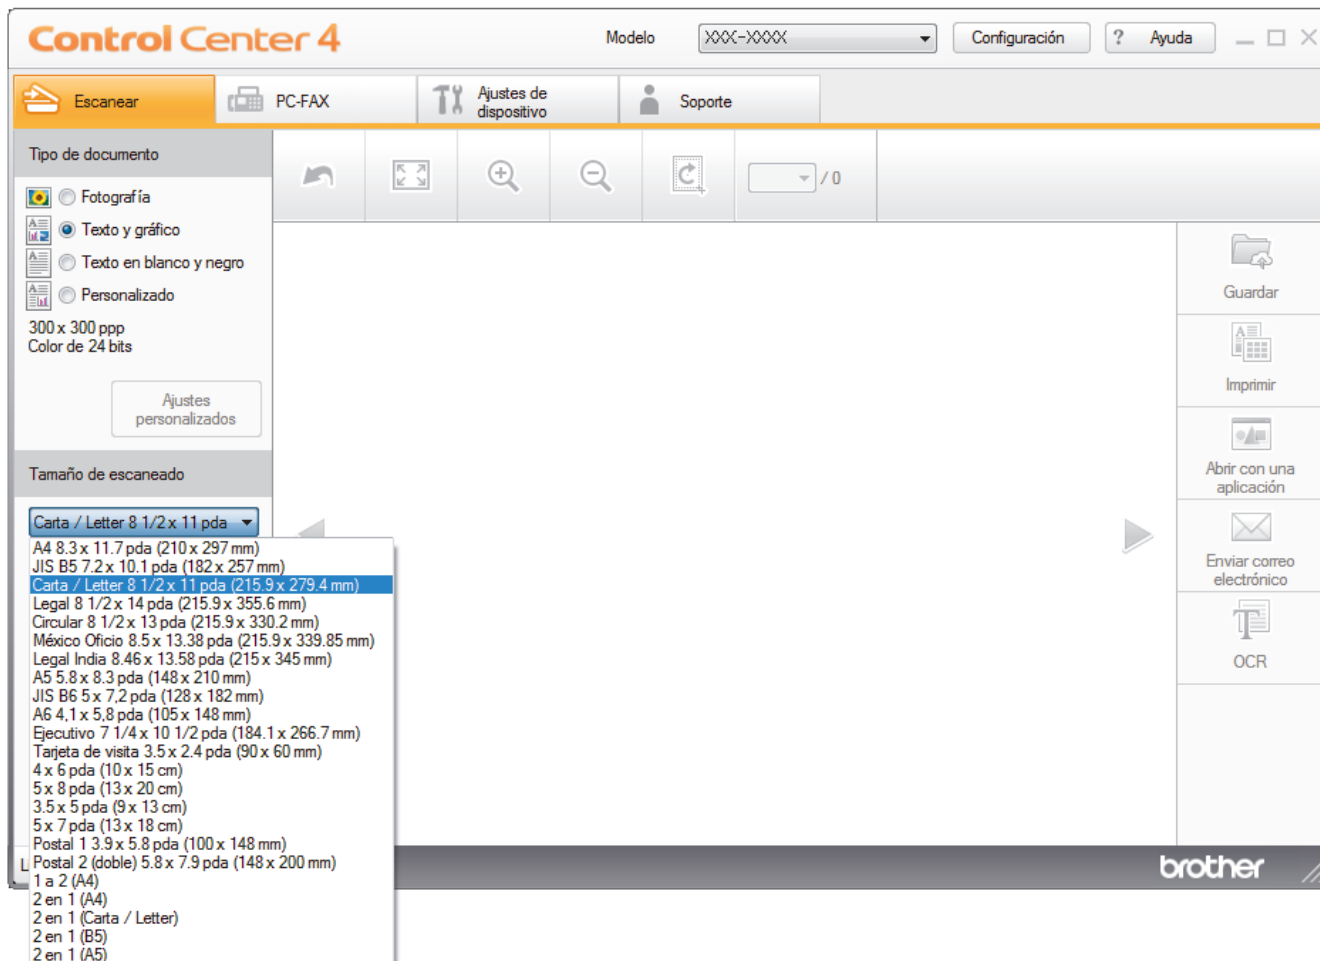 Control Center 4
Modelo
XXX-XXXX
Configuración
? Ayuda
Escanear
PC-FAX
Ajustes de
dispositivo
Soporte
Tipo de documento
/ 0
Fotografía
Texto y gráfico
Texto en blanco y negro
Personalizado
300 x 300 ppp
Color de 24 bits
Ajustes
personalizados
Tamaño de escaneado
Carta / Letter 8 1/2 x 11 pda
A4 8.3 x 11.7 pda (210 x 297 mm)
JIS B5 7.2 x 10.1 pda (182 x 257 mm)
Carta / Letter 8 1/2 x 11 pda (215.9 x 279.4 mm)
Legal 8 1/2 x 14 pda (215.9 x 355.6 mm)
Circular 8 1/2 x 13 pda (215.9 x 330.2 mm)
México Oficio 8.5 x 13.38 pda (215.9 x 339.85 mm)
Legal India 8.46 x 13.58 pda (215 x 345 mm)
A5 5.8 x 8.3 pda (148 x 210 mm)
JIS B6 5 x 7,2 pda (128 x 182 mm)
A6 4,1 x 5,8 pda (105 x 148 mm)
Ejecutivo 7 1/4 x 10 1/2 pda (184.1 x 266.7 mm)
Tarjeta de visita 3.5 x 2.4 pda (90 x 60 mm)
4 x 6 pda (10 x 15 cm)
5 x 8 pda (13 x 20 cm)
3.5 x 5 pda (9 x 13 cm)
5 x 7 pda (13 x 18 cm)
Postal 1 3.9 x 5.8 pda (100 x 148 mm)
Postal 2 (doble) 5.8 x 7.9 pda (148 x 200 mm)
1 a 2 (A4)
2 en 1 (A4)
2 en 1 (Carta / Letter)
2 en 1 (B5)
2 en 1 (A5)
Guardar
Imprimir
Abrir con una
aplicación
Enviar correo
electrónico
OCR
brother